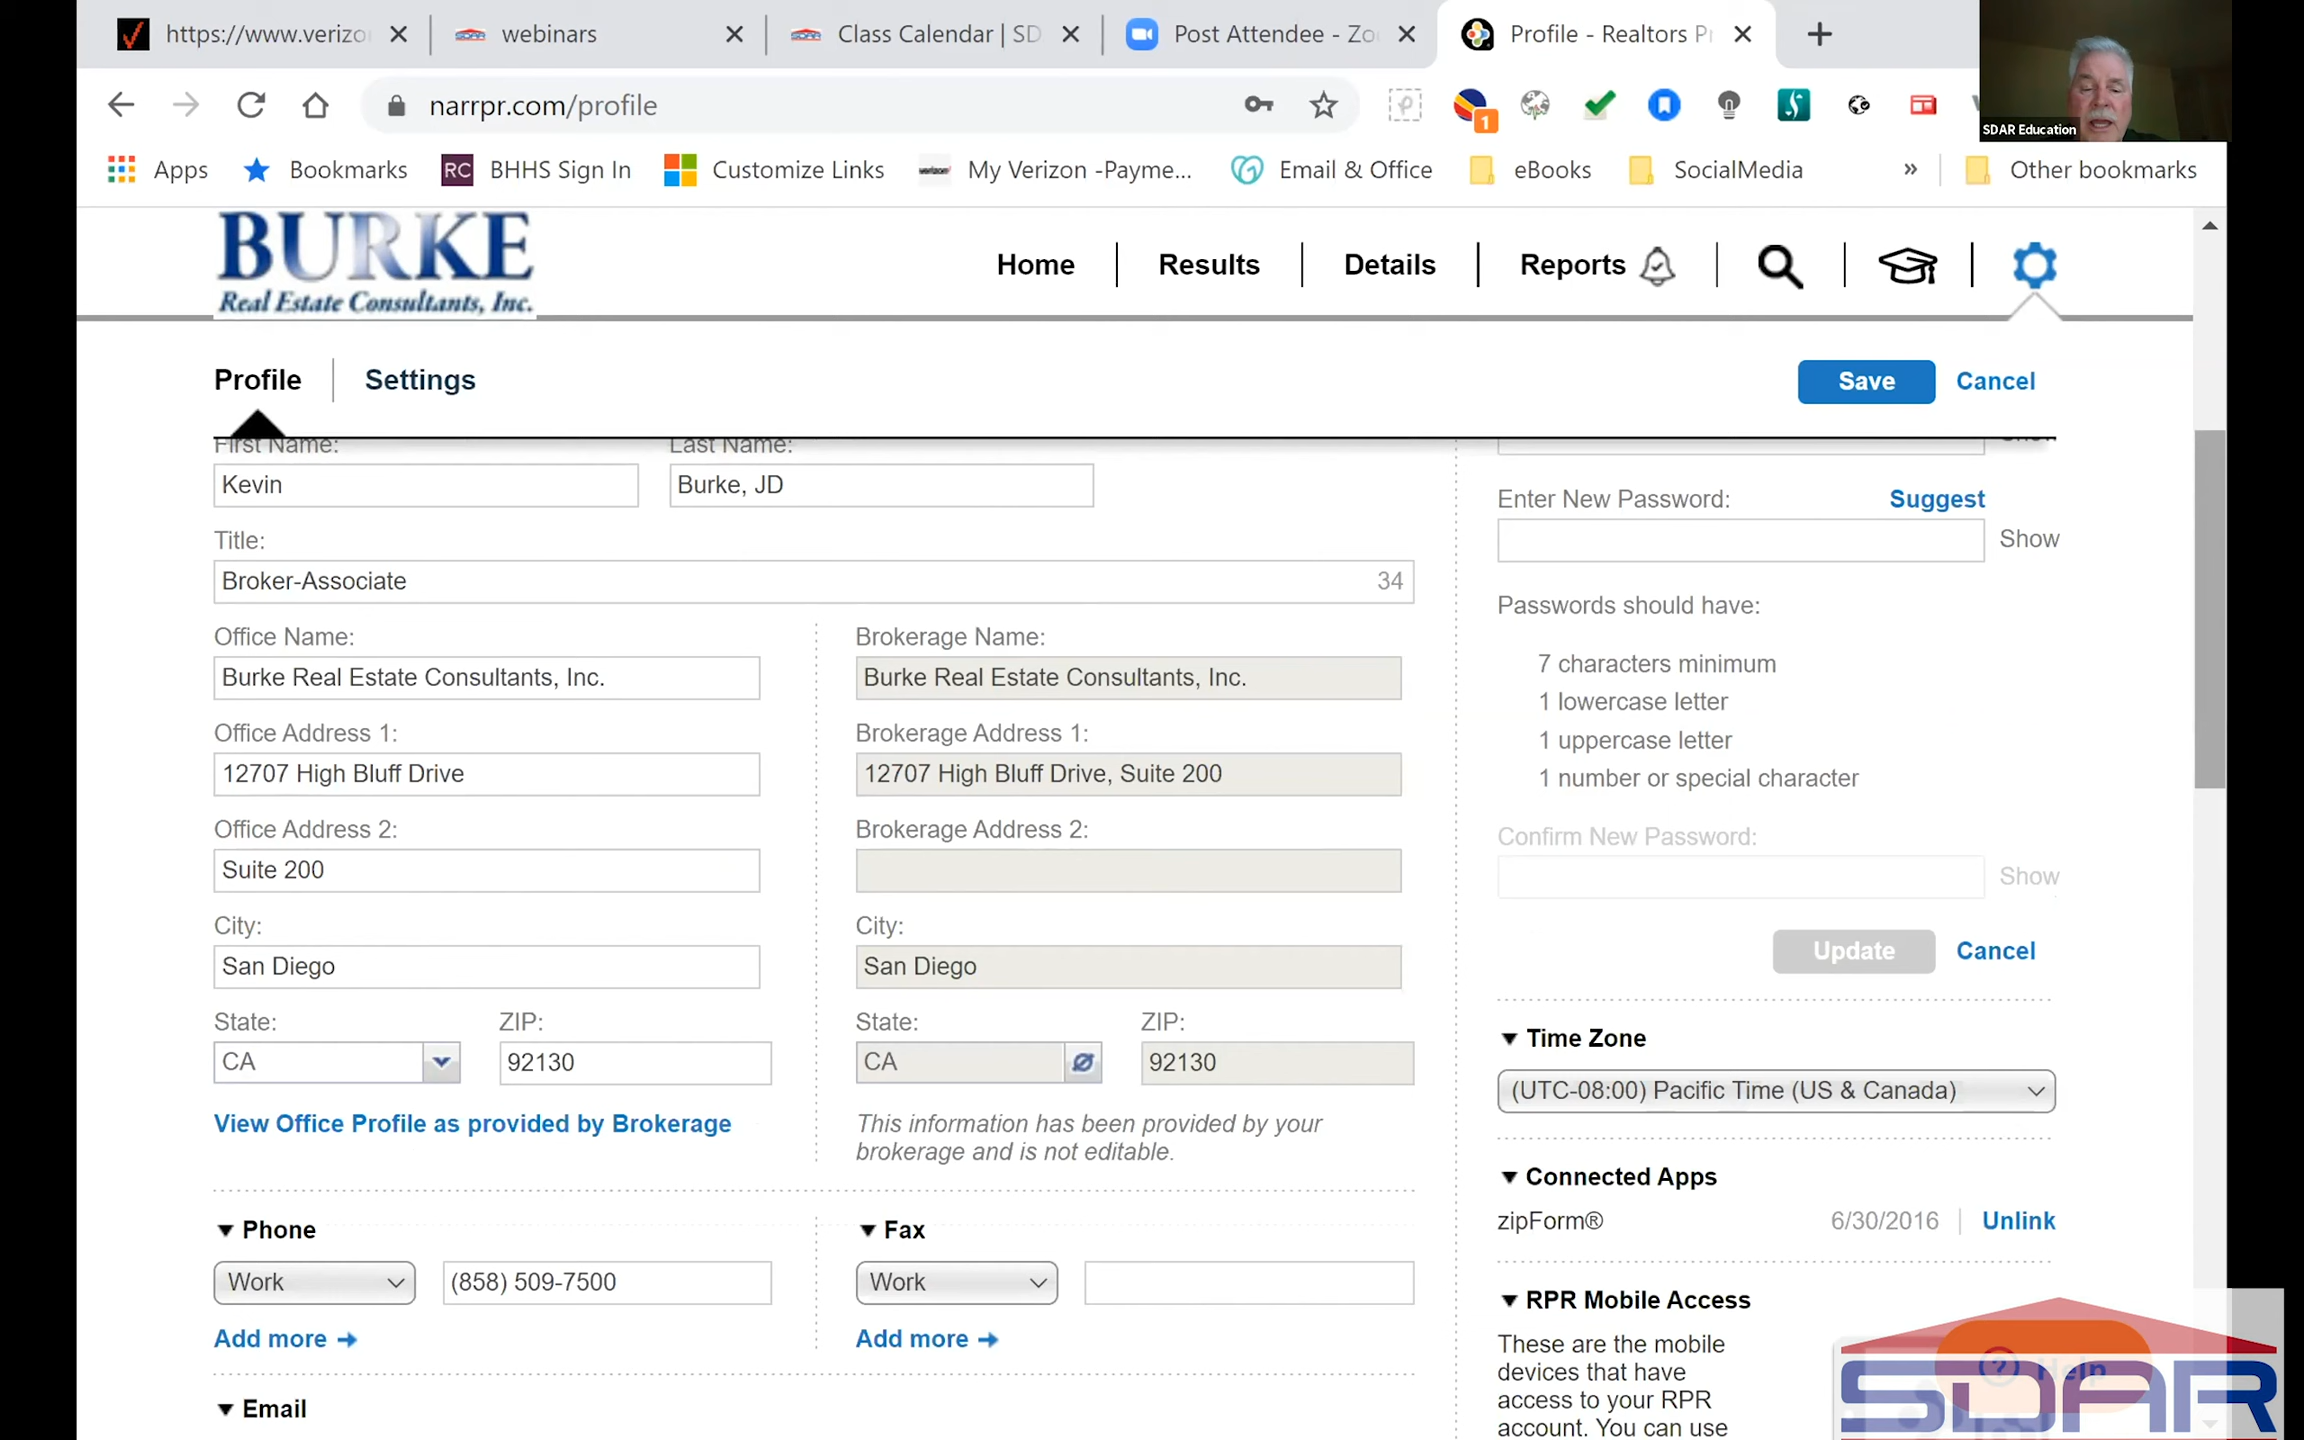 https://www.verizo
webinars
Class Calendar | SD
Post Attendee - Zo
Profile - Realtors P
narrpr.com/profile
1
SDAR Education
Apps
Bookmarks
RC
BHHS Sign In
Customize Links
verizon
My Verizon -Payme...
Email & Office
eBooks
SocialMedia
»
Other bookmarks
BURKE
Real Estate Consultants, Inc.
Home
Results
Details
Reports
Profile
Settings
Save
Cancel
First Name:
Last Name:
Kevin
Burke, JD
Title:
Broker-Associate
34
Office Name:
Burke Real Estate Consultants, Inc.
Office Address 1:
12707 High Bluff Drive
Office Address 2:
Suite 200
City:
San Diego
State:
ZIP:
CA
92130
View Office Profile as provided by Brokerage
Brokerage Name:
Burke Real Estate Consultants, Inc.
Brokerage Address 1:
12707 High Bluff Drive, Suite 200
Brokerage Address 2:
City:
San Diego
State:
ZIP:
CA
92130
This information has been provided by your
brokerage and is not editable.
Phone
Work
(858) 509-7500
Add more
Fax
Work
Add more
Email
Show
Enter New Password:
Suggest
Show
Passwords should have:
7 characters minimum
1 lowercase letter
1 uppercase letter
1 number or special character
Confirm New Password:
Show
Update
Cancel
Time Zone
(UTC-08:00) Pacific Time (US & Canada)
Connected Apps
zipForm®
6/30/2016
Unlink
RPR Mobile Access
These are the mobile
devices that have
access to your RPR
account. You can use
Help
SDAR